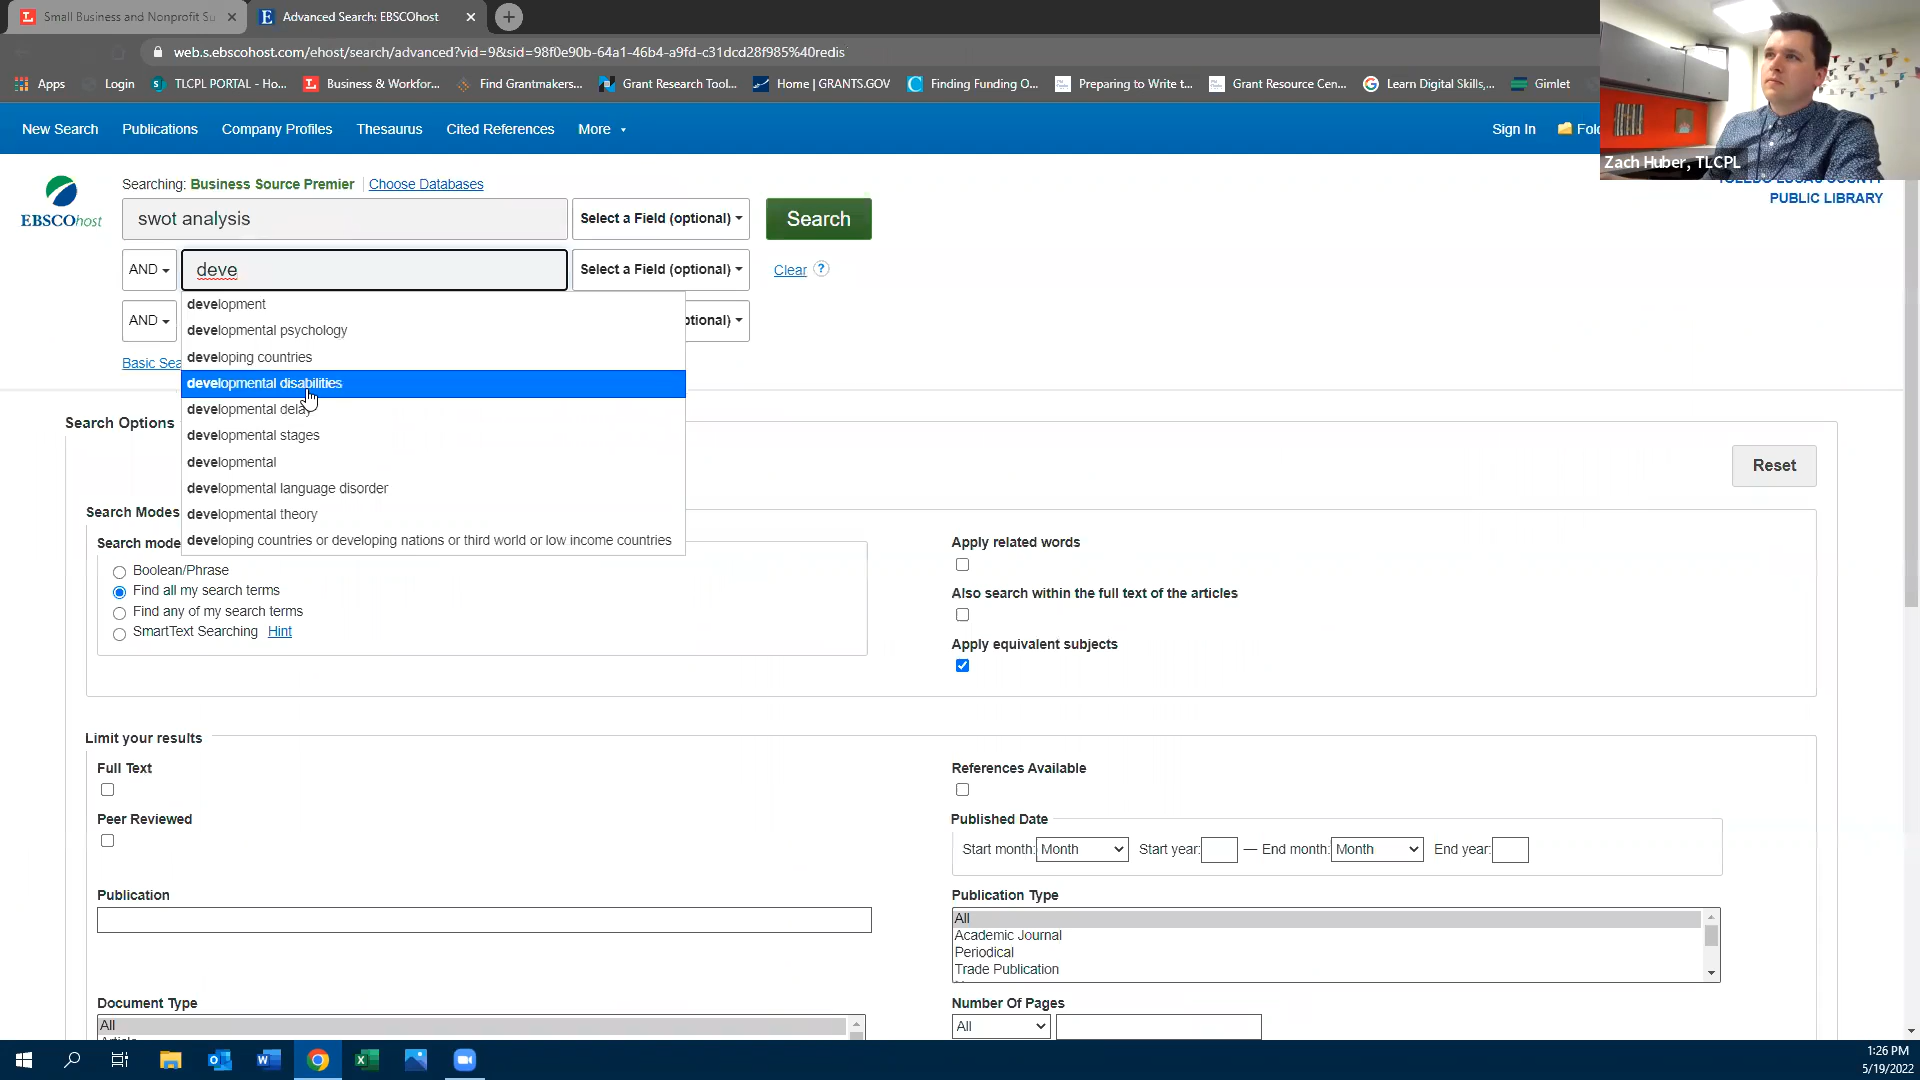 Small Business and Nonprofit Su
Advanced Search: EBSCOhost
web.s.ebscohost.com/ehost/search/advanced?vid=9&sid=98f0e90b-64a1-46b4-a9fd-c31dcd28f985%40redis
Apps Login TLCPL PORTAL - Ho... Business & Workfor... Find Grantmakers... Grant Research Tool... Home | GRANTS.GOV Finding Funding O... Preparing to Write t... Grant Resource Cen... Learn Digital Skills,... Gimlet
New Search Publications Company Profiles Thesaurus Cited References More Sign In Fol
Zach Huber, TLCPL
Searching: Business Source Premier Choose Databases
PUBLIC LIBRARY
EBSCOhost
swot analysis Select a Field (optional) Search
AND deve Select a Field (optional) Clear ?
development
AND developmental psychology tional)
developing countries
Basic Sea
developmental disabilities
developmental delay
Search Options
developmental stages
developmental
Reset
developmental language disorder
Search Modes
developmental theory
developing countries or developing nations or third world or low income countries
Search mode
Boolean/Phrase
Find all my search terms
Find any of my search terms
SmartText Searching Hint
Apply related words
Also search within the full text of the articles
Apply equivalent subjects
Limit your results
Full Text
References Available
Peer Reviewed
Published Date
Start month: Month Start year: — End month: Month End year:
Publication
Publication Type
All
Academic Journal
Periodical
Trade Publication
Document Type
All
Number Of Pages
All
1:26 PM
5/19/2022